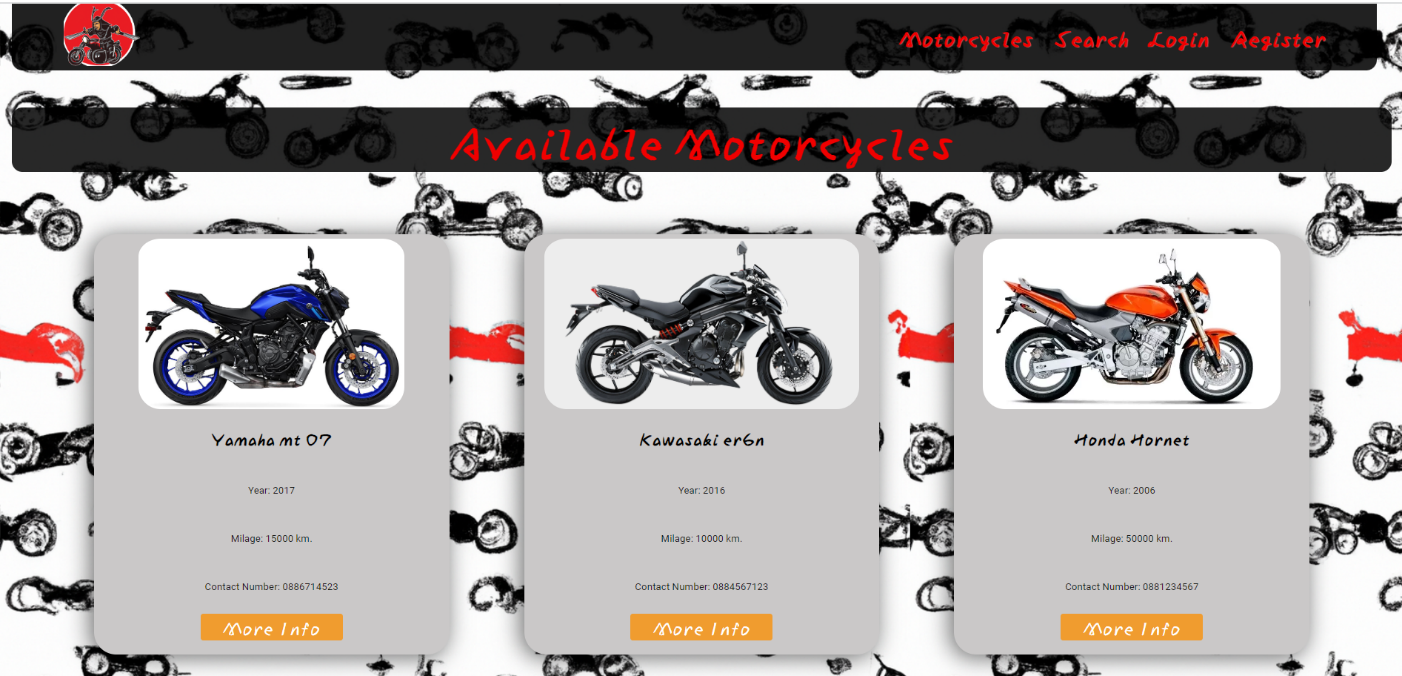 Motorcycles Search Login Register
Available Motorcycles
Yamaha mt 07
Year: 2017
Milage: 15000 km.
Contact Number: 0886714523
More Info
Kawasaki er6n
Year: 2016
Milage: 10000 km.
Contact Number: 0884567123
More Info
Honda Hornet
Year: 2006
Milage: 50000 km.
Contact Number: 0881234567
More Info